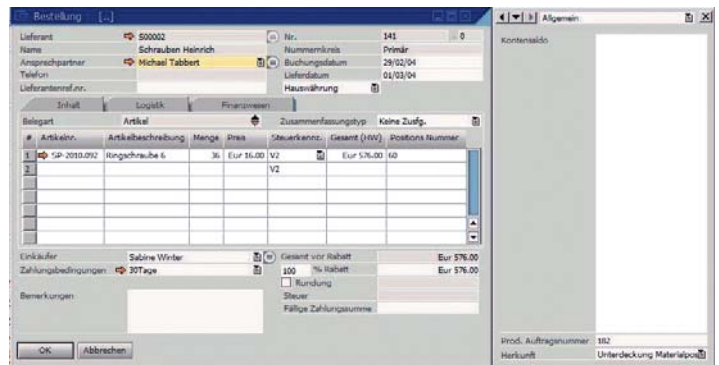 Bestellung [..]
Lieferant S00002 Nr. 141 0
Name Schrauben Heinrich Nummernkreis Primär
Ansprechpartner Michael Tabbert Buchungsdatum 29/02/04
Telefon Lieferdatum 01/03/04
Lieferantenref.nr. Hauswährung
Inhalt Logistik Finanzwesen
Belegart Artikel Zusammenfassungstyp Keine Zusfg.
# Artikelnr. Artikelbeschreibung Menge Preis Steuerkennz. Gesamt (HW) Positions Nummer
1 SP-2010.092 Ringschraube 6 36 Eur 16.00 V2 Eur 576.00 60
2 V2
Einkäufer Sabine Winter Gesamt vor Rabatt Eur 576.00
Zahlungsbedingungen 30Tage 100 % Rabatt Eur 576.00
Rundung
Bemerkungen Steuer
Fällige Zahlungssumme
OK Abbrechen
Allgemein
Kontensaldo
Prod. Auftragsnummer 182
Herkunft Unterdeckung Materialpos